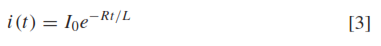 i(t) = I₀e^{−Rt/L} [3]